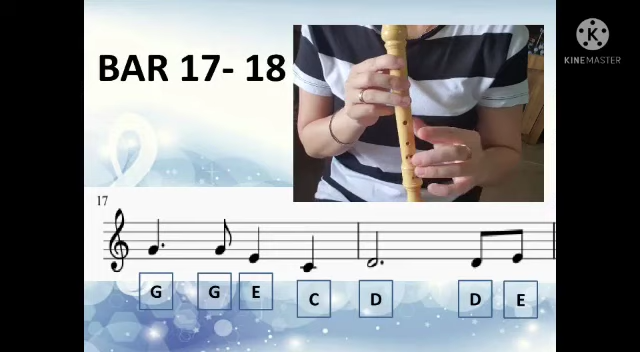 BAR 17- 18
K
KINEMASTER
17
G G E C D D E